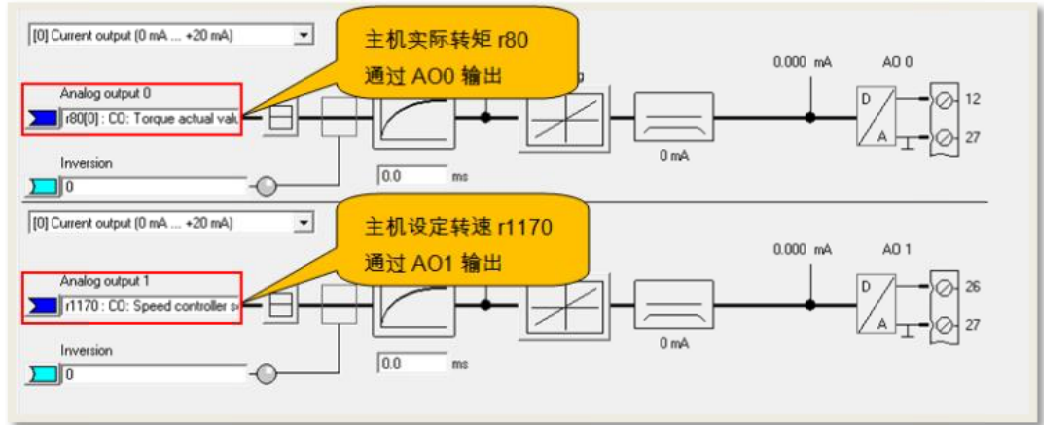 [0] Current output (0 mA ... +20 mA)
主机实际转矩 r80
通过 AO0 输出
0.000 mA
AO 0
Analog output 0
r80[0] : CO: Torque actual valu
D
A
12
27
0 mA
Inversion
0
0.0 ms
[0] Current output (0 mA ... +20 mA)
主机设定转速 r1170
通过 AO1 输出
0.000 mA
AO 1
Analog output 1
r1170 : CO: Speed controller
D
A
26
27
0 mA
Inversion
0
0.0 ms